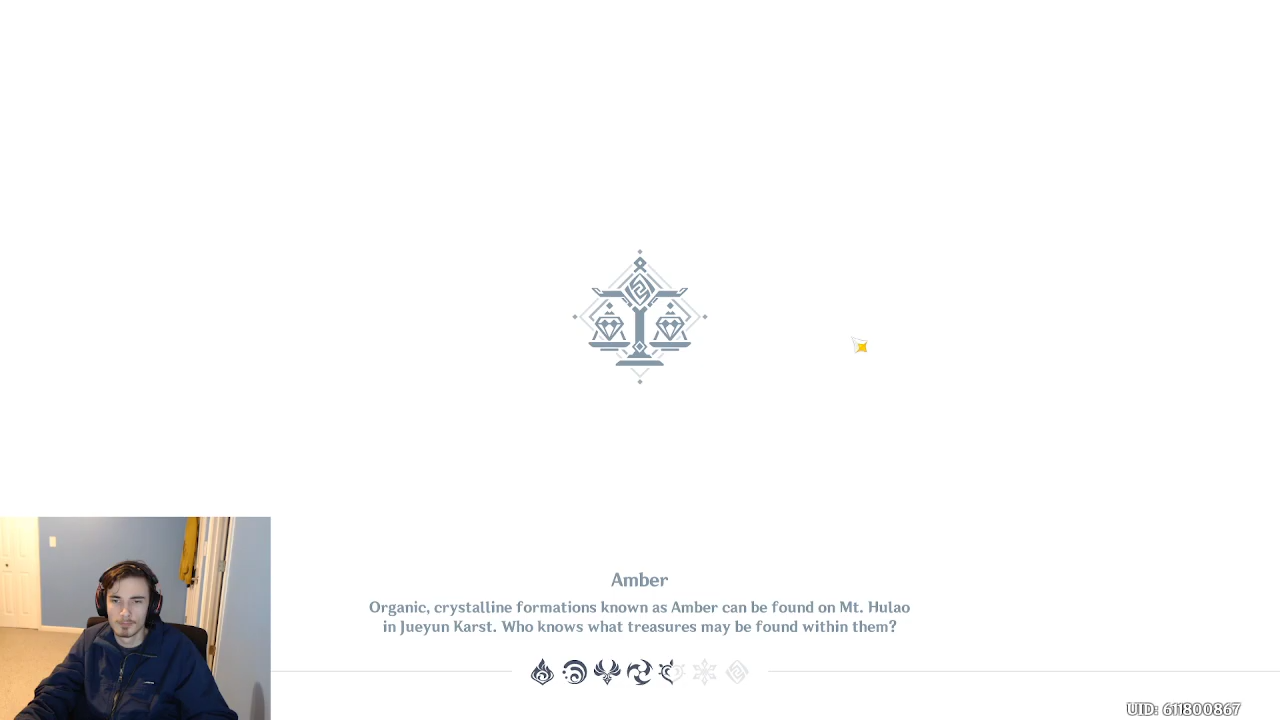 Amber
Organic, crystalline formations known as Amber can be found on Mt. Hulao
in Jueyun Karst. Who knows what treasures may be found within them?
UID: 611800867